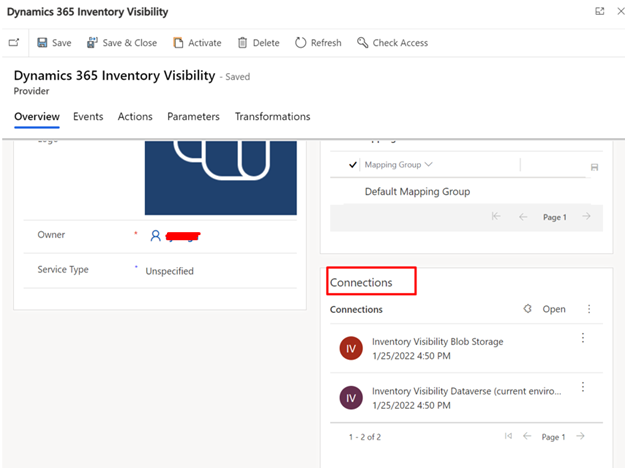 Dynamics 365 Inventory Visibility
Save Save & Close Activate Delete Refresh Check Access
Dynamics 365 Inventory Visibility - Saved
Provider
Overview Events Actions Parameters Transformations
Mapping Group
Default Mapping Group
Page 1
Owner *
Service Type * Unspecified
Connections
Connections Open
IV Inventory Visibility Blob Storage
1/25/2022 4:50 PM
IV Inventory Visibility Dataverse (current enviro...
1/25/2022 4:50 PM
1 - 2 of 2 Page 1